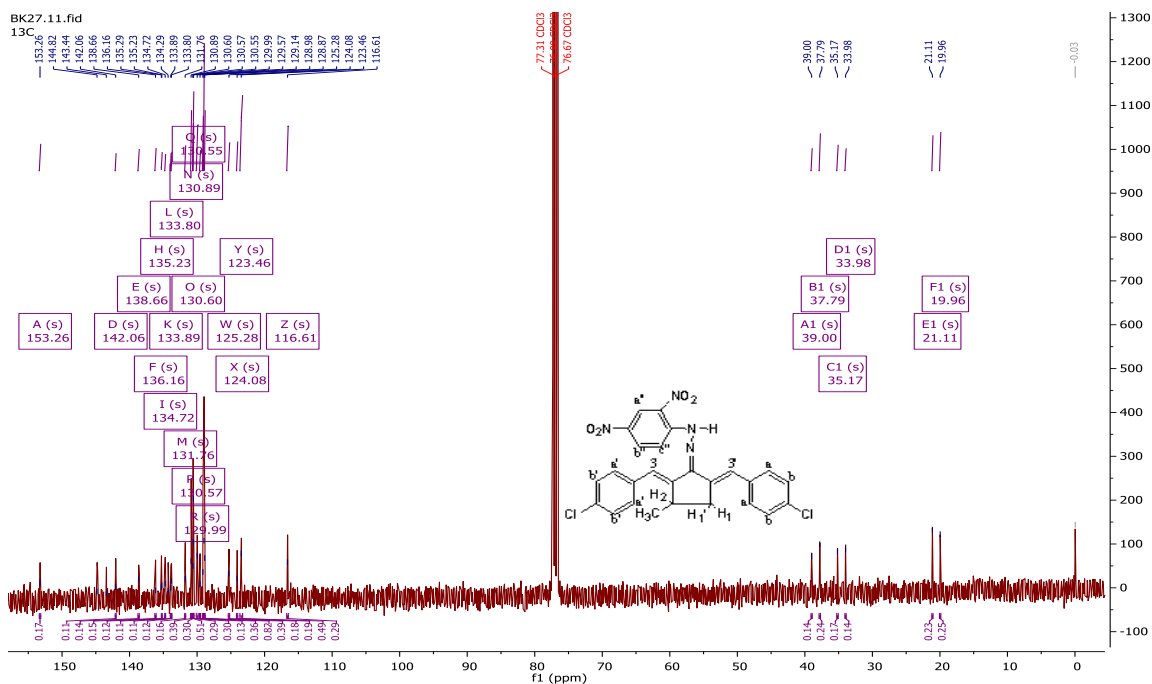 BK27.11.fid
13C
153.26
144.82
143.44
142.06
138.66
136.16
135.29
135.23
134.72
134.29
133.89
133.80
131.76
130.89
130.60
130.57
130.55
129.99
129.57
129.14
128.98
128.87
125.28
124.08
123.46
116.61
77.31 CDCl3
76.67 CDCl3
39.00
37.79
35.17
33.98
21.11
19.96
-0.03
Q (s)
130.55
N (s)
130.89
L (s)
133.80
H (s)
135.23
Y (s)
123.46
D1 (s)
33.98
E (s)
138.66
O (s)
130.60
B1 (s)
37.79
F1 (s)
19.96
A (s)
153.26
D (s)
142.06
K (s)
133.89
W (s)
125.28
Z (s)
116.61
A1 (s)
39.00
E1 (s)
21.11
F (s)
136.16
X (s)
124.08
C1 (s)
35.17
I (s)
134.72
M (s)
131.76
P (s)
130.57
R (s)
129.99
a" NO2
O2N N H
b" c" N
a' 3' 3' a
b' b
H2
a' a
Cl b' H3C H1' H1 b Cl
0.17
0.11
0.14
0.15
0.12
0.11
0.11
0.12
0.16
0.39
0.30
0.51
0.29
0.30
0.13
0.36
0.82
0.39
0.18
0.19
0.49
0.29
0.14
0.24
0.17
0.14
0.23
0.25
150 140 130 120 110 100 90 80 70 60 50 40 30 20 10 0
f1 (ppm)
1300
1200
1100
1000
900
800
700
600
500
400
300
200
100
0
-100